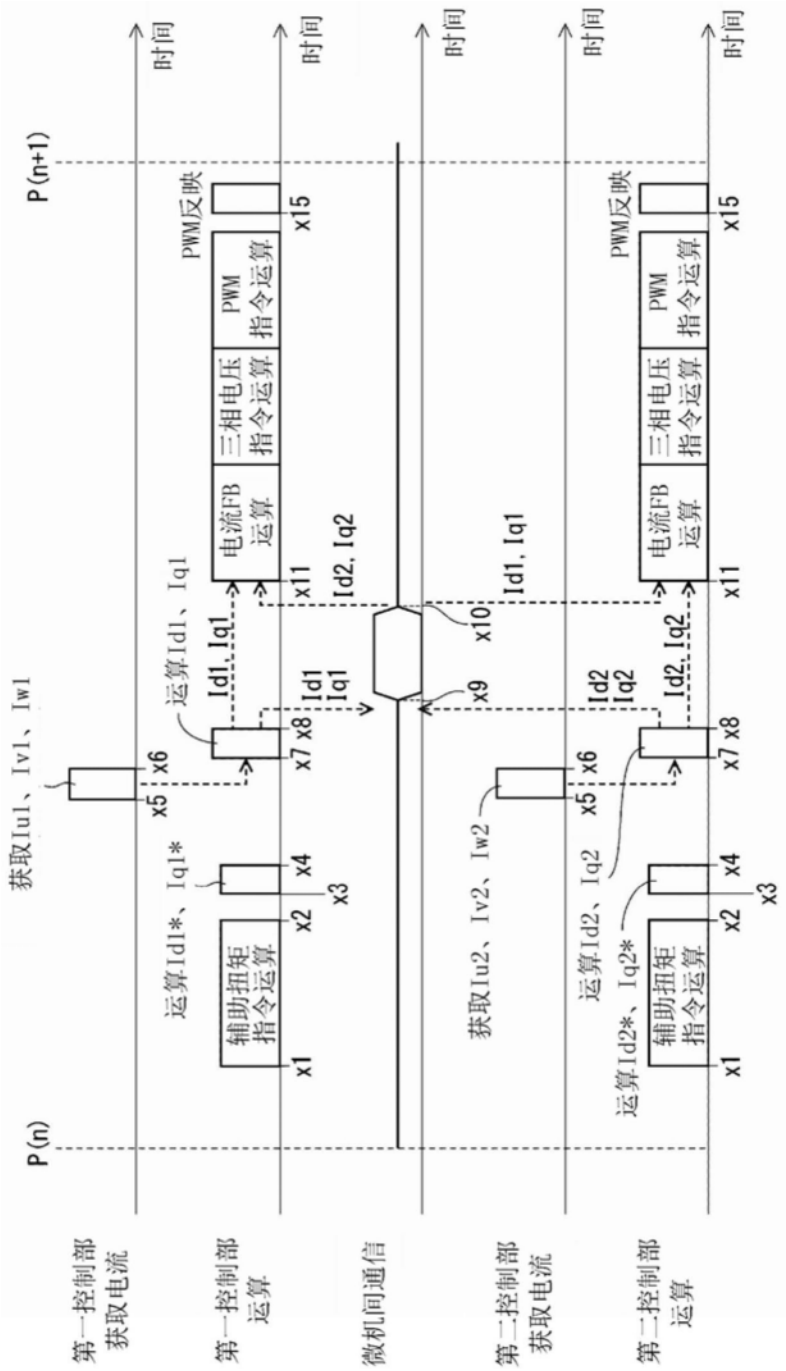 P(n)
P(n+1)
第一控制部
获取电流
获取Iu1、Iv1、Iw1
x5
x6
时间
第一控制部
运算
辅助扭矩
指令运算
运算Id1*、Iq1*
运算Id1、Iq1
Id1, Iq1
电流FB
运算
三相电压
指令运算
PWM
指令运算
PWM反映
x1
x2
x3
x4
x7
x8
x11
x15
时间
Id1
Iq1
Id2, Iq2
微机间通信
x9
x10
时间
Id1, Iq1
第二控制部
获取电流
获取Iu2、Iv2、Iw2
x5
x6
时间
Id2
Iq2
第二控制部
运算
辅助扭矩
指令运算
运算Id2*、Iq2*
运算Id2、Iq2
Id2, Iq2
电流FB
运算
三相电压
指令运算
PWM
指令运算
PWM反映
x1
x2
x3
x4
x7
x8
x11
x15
时间